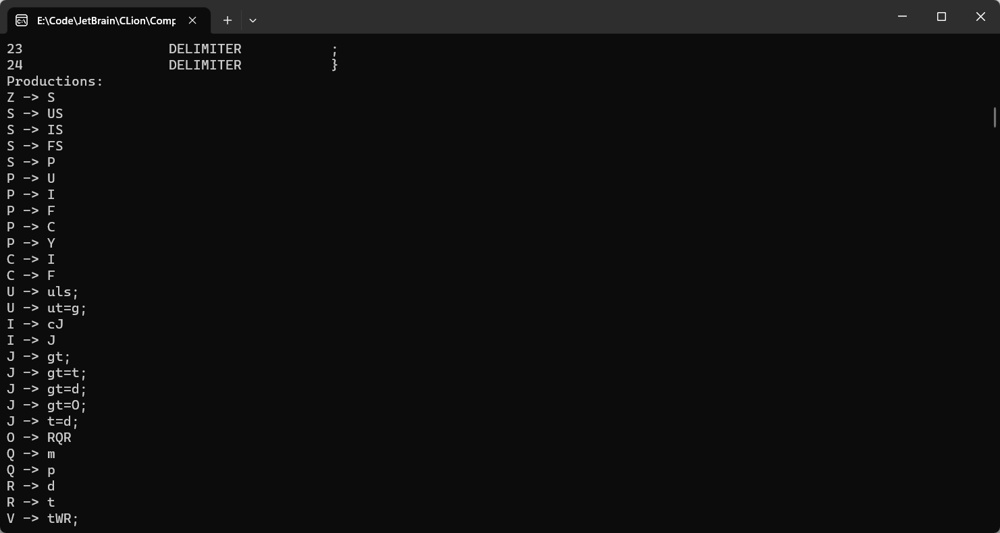 E:\Code\JetBrain\CLion\Comp
23 DELIMITER ;
24 DELIMITER }
Productions:
Z -> S
S -> US
S -> IS
S -> FS
S -> P
P -> U
P -> I
P -> F
P -> C
P -> Y
C -> I
C -> F
U -> uls;
U -> ut=g;
I -> cJ
I -> J
J -> gt;
J -> gt=t;
J -> gt=d;
J -> gt=O;
J -> t=d;
O -> RQR
Q -> m
Q -> p
R -> d
R -> t
V -> tWR;